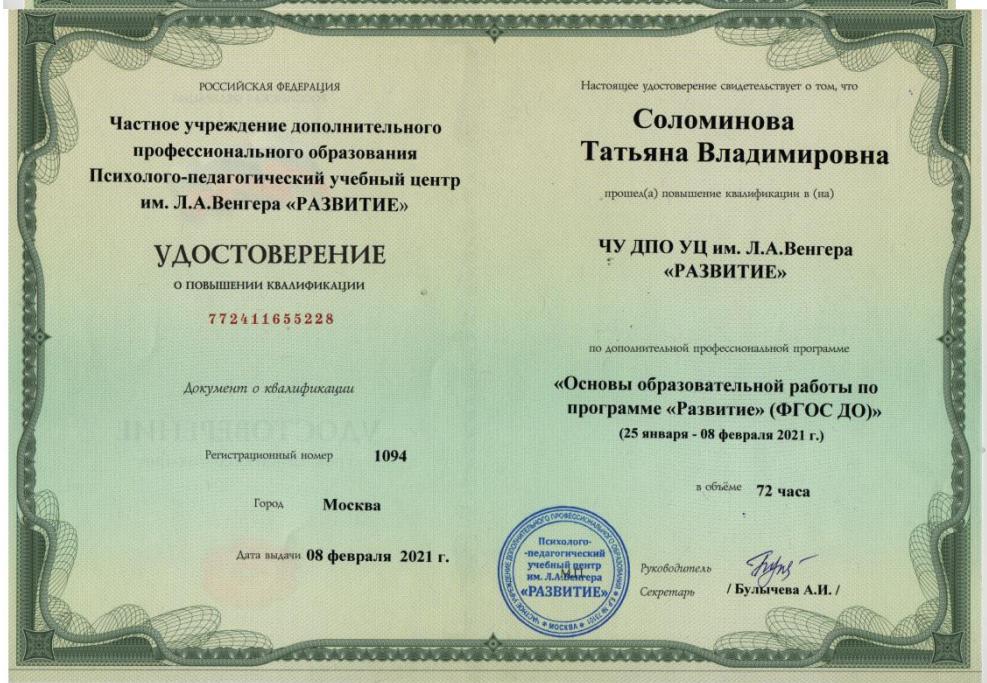 РОССИЙСКАЯ ФЕДЕРАЦИЯ
Частное учреждение дополнительного
профессионального образования
Психолого-педагогический учебный центр
им. Л.А.Венгера «РАЗВИТИЕ»
УДОСТОВЕРЕНИЕ
О ПОВЫШЕНИИ КВАЛИФИКАЦИИ
772411655228
Документ о квалификации
Регистрационный номер 1094
Город Москва
Дата выдачи 08 февраля 2021 г.
Настоящее удостоверение свидетельствует о том, что
Соломинова
Татьяна Владимировна
прошел(а) повышение квалификации в (на)
ЧУ ДПО УЦ им. Л.А.Венгера
«РАЗВИТИЕ»
по дополнительной профессиональной программе
«Основы образовательной работы по
программе «Развитие» (ФГОС ДО)»
(25 января - 08 февраля 2021 г.)
в объёме 72 часа
Психолого-
-педагогический
учебный центр
им. Л.А.Венгера
«РАЗВИТИЕ»
М.П.
МОСКВА
Руководитель
Секретарь / Булычева А.И. /